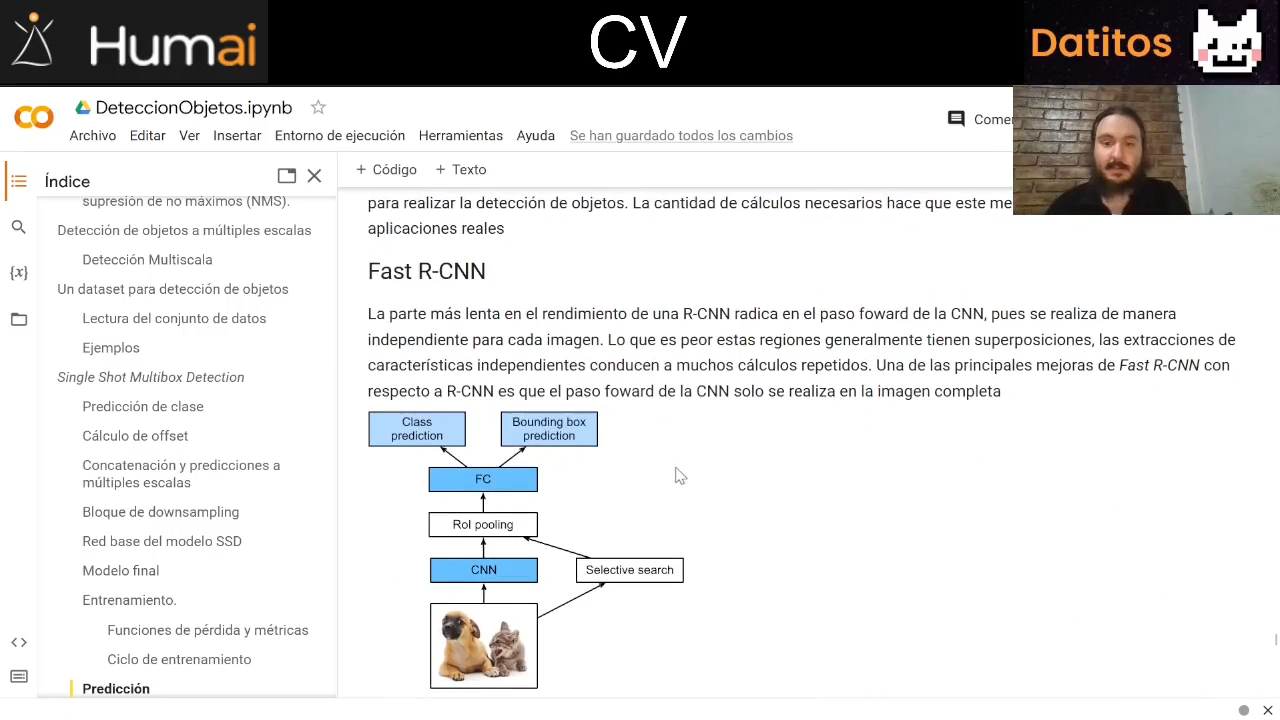 Humai
CV
Datitos
CO
DeteccionObjetos.ipynb
Archivo Editar Ver Insertar Entorno de ejecución Herramientas Ayuda Se han guardado todos los cambios
Índice
+ Código + Texto
supresión de no máximos (NMS).
Detección de objetos a múltiples escalas
Detección Multiscala
Un dataset para detección de objetos
Lectura del conjunto de datos
Ejemplos
Single Shot Multibox Detection
Predicción de clase
Cálculo de offset
Concatenación y predicciones a
múltiples escalas
Bloque de downsampling
Red base del modelo SSD
Modelo final
Entrenamiento.
Funciones de pérdida y métricas
Ciclo de entrenamiento
Predicción
{x}
<>
para realizar la detección de objetos. La cantidad de cálculos necesarios hace que este
aplicaciones reales
Fast R-CNN
La parte más lenta en el rendimiento de una R-CNN radica en el paso foward de la CNN, pues se realiza de manera
independiente para cada imagen. Lo que es peor estas regiones generalmente tienen superposiciones, las extracciones de
características independientes conducen a muchos cálculos repetidos. Una de las principales mejoras de Fast R-CNN con
respecto a R-CNN es que el paso foward de la CNN solo se realiza en la imagen completa
Class
prediction
Bounding box
prediction
FC
RoI pooling
CNN
Selective search